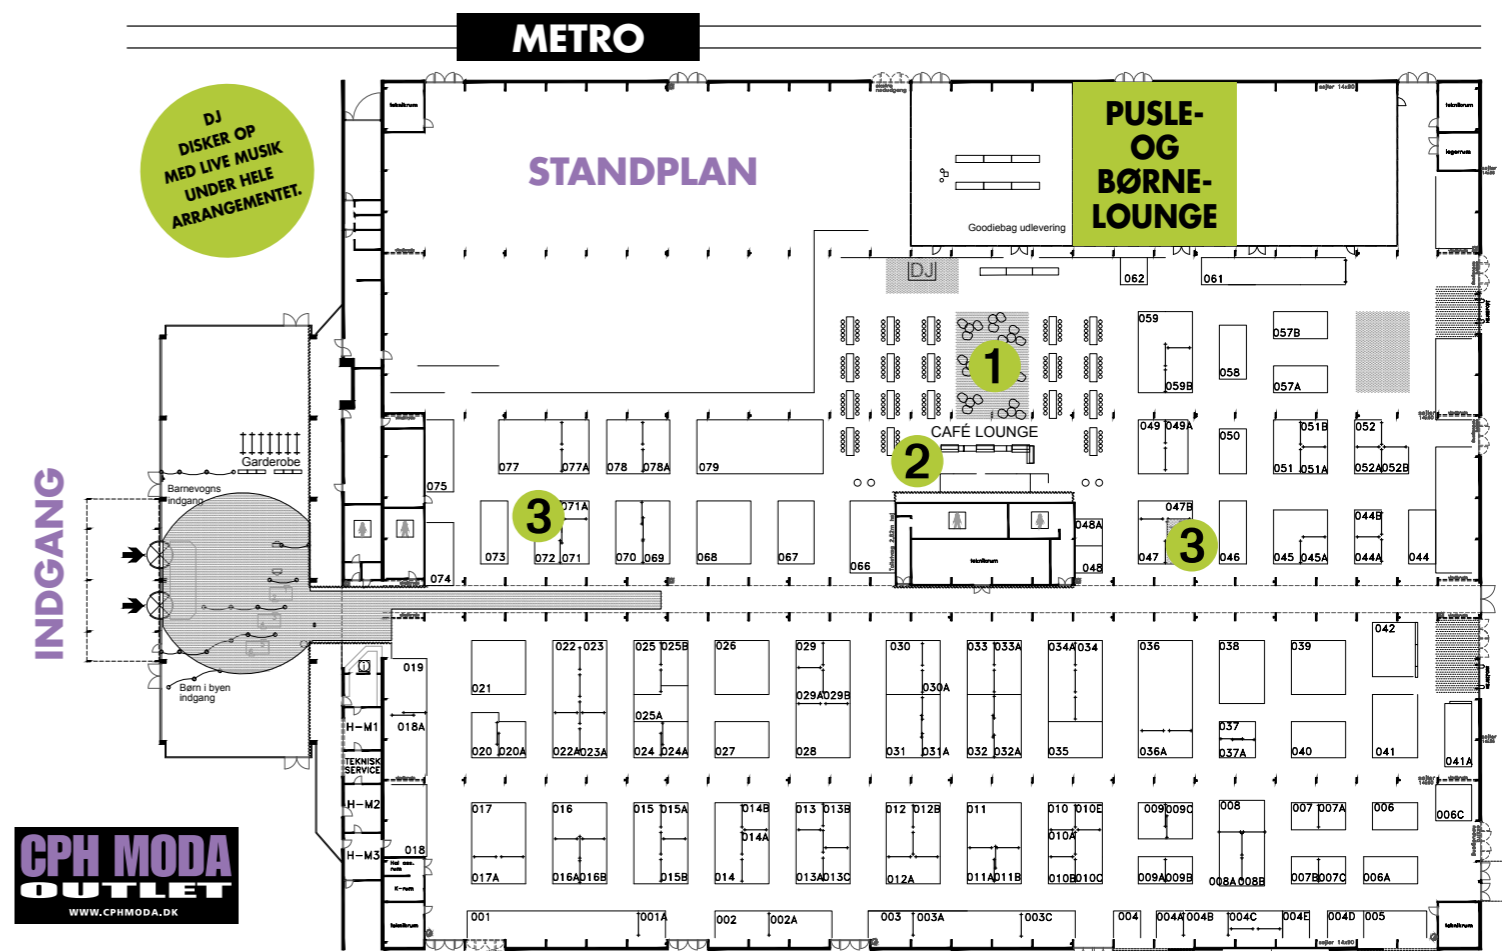 METRO
DJ
DISKER OP
MED LIVE MUSIK
UNDER HELE
ARRANGEMENTET.
STANDPLAN
PUSLE-
OG
BØRNE-
LOUNGE
teknikrum
teknikrum
lagerrum
Goodiebag udlevering
DJ
062
061
059
059B
058
057B
057A
1
CAFÉ LOUNGE
2
INDGANG
Garderobe
Barnevogns
indgang
Børn i byen
indgang
075
077
077A
078
078A
079
049
049A
050
051B
051
051A
052
052A
052B
074
073
072
071A
071
3
070
069
068
067
066
teknikrum
048A
048
047B
047
3
046
045
045A
044B
044A
044
019
018A
021
020
020A
022
023
022A
023A
025
025B
025A
024
024A
026
027
029
029A
029B
028
030
030A
031
031A
033
033A
032
032A
034A
034
035
036
036A
038
037
037A
039
040
042
041
041A
H-M1
TEKNISK
SERVICE
H-M2
H-M3
K-rum
teknikrum
018
017
017A
016
016A
016B
015
015A
015B
014B
014A
014
013
013B
013A
013C
012
012B
012A
011
011A
011B
010
010E
010A
010B
010C
009
009C
009A
009B
008
008A
008B
007
007A
007B
007C
006
006A
006C
001
001A
002
002A
003
003A
003C
004
004A
004B
004C
004E
004D
005
teknikrum
CPH MODA
OUTLET
WWW.CPHMODA.DK